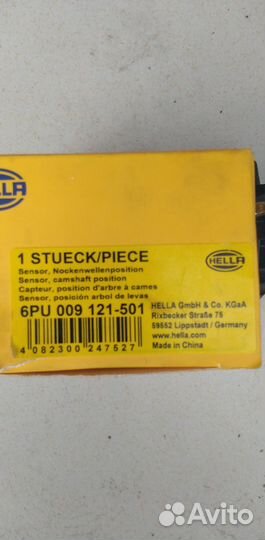 LLA
1 STUECK/PIECE
Sensor, Nockenwellenposition
Sensor, camshaft position
Capteur, position d'arbre à cames
Sensor, posición arbol de levas
6PU 009 121-501
4 082300 247527
HELLA
HELLA GmbH & Co. KGaA
Rixbecker Straße 75
59552 Lippstadt / Germany
www.hella.com
Made in China
Avito